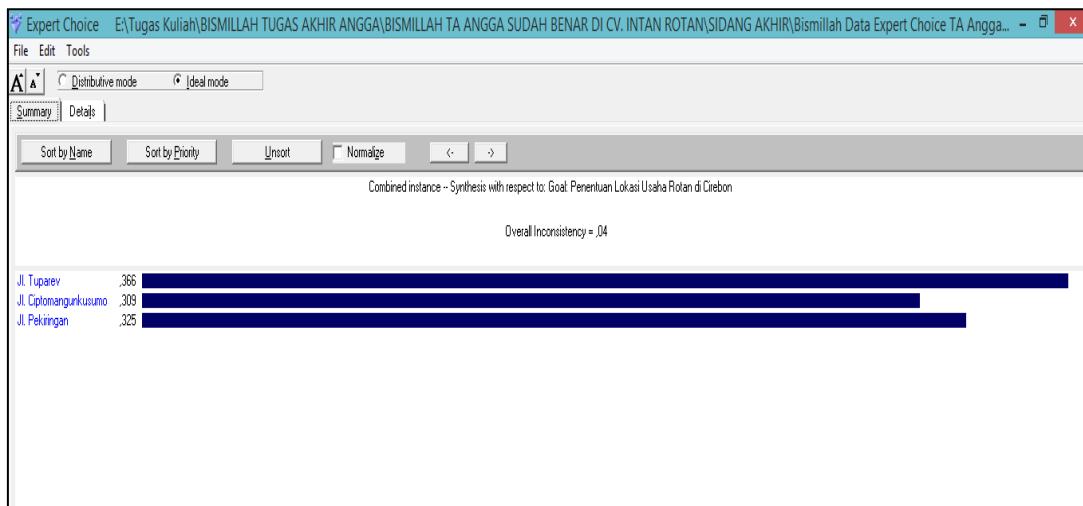 Expert Choice E:\Tugas Kuliah\BISMILLAH TUGAS AKHIR ANGGA\BISMILLAH TA ANGGA SUDAH BENAR DI CV. INTAN ROTAN\SIDANG AKHIR\Bismillah Data Expert Choice TA Angga...
File Edit Tools
A A Distributive mode Ideal mode
Summary Details
Sort by Name Sort by Priority Unsort Normalize <- ->
Combined instance -- Synthesis with respect to: Goal: Penentuan Lokasi Usaha Rotan di Cirebon
Overall Inconsistency = ,04
Jl. Tuparev ,366
Jl. Ciptomangunkusumo ,309
Jl. Pekiringan ,325